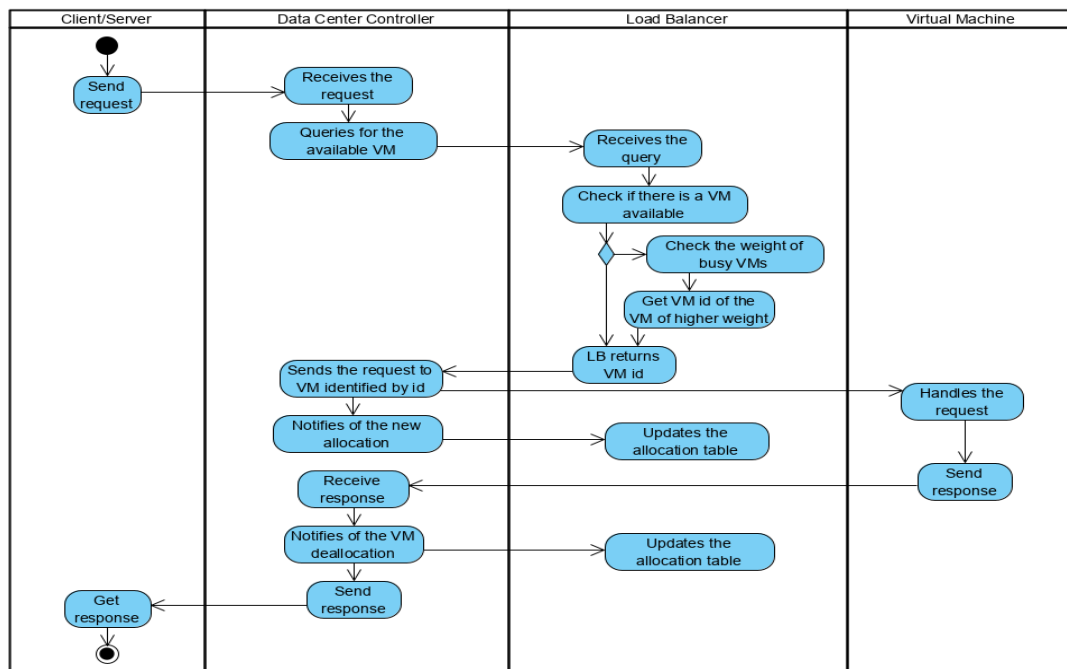 Client/Server
Data Center Controller
Load Balancer
Virtual Machine
Send
request
Receives the
request
Queries for the
available VM
Receives the
query
Check if there is a VM
available
Check the weight of
busy VMs
Get VM id of the
VM of higher weight
LB returns
VM id
Sends the request to
VM identified by id
Handles the
request
Notifies of the new
allocation
Updates the
allocation table
Send
response
Receive
response
Notifies of the VM
deallocation
Updates the
allocation table
Send
response
Get
response